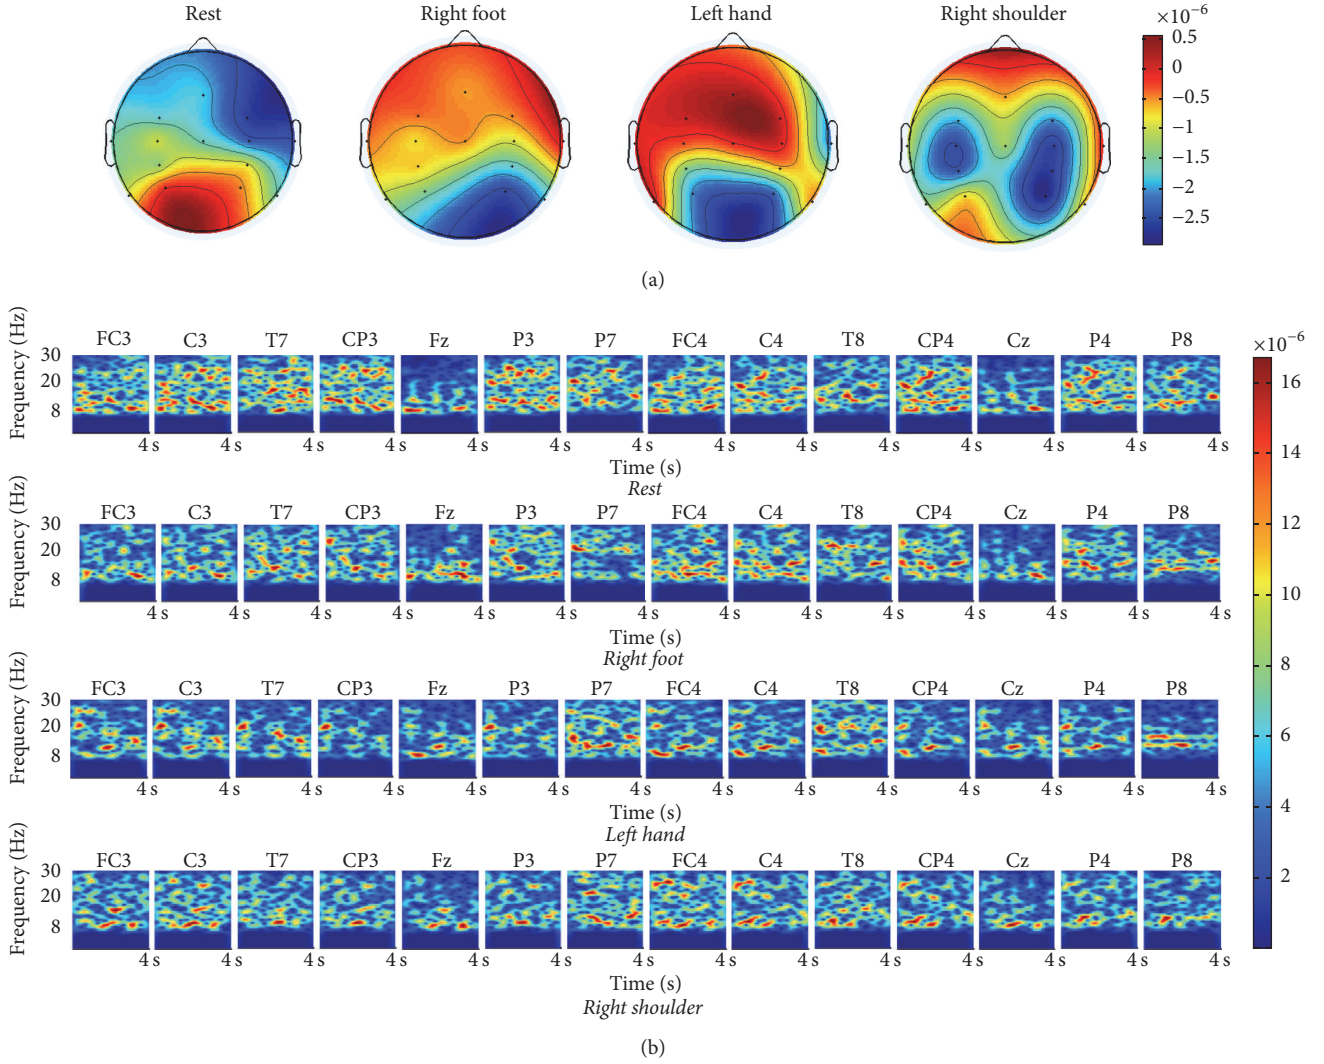 Rest Right foot Left hand Right shoulder
×10⁻⁶
0.5
0
−0.5
−1
−1.5
−2
−2.5
(a)
Frequency (Hz)
30
20
8
FC3 C3 T7 CP3 Fz P3 P7 FC4 C4 T8 CP4 Cz P4 P8
4 s 4 s 4 s 4 s 4 s 4 s 4 s 4 s 4 s 4 s 4 s 4 s 4 s 4 s
Time (s)
Rest
Frequency (Hz)
30
20
8
FC3 C3 T7 CP3 Fz P3 P7 FC4 C4 T8 CP4 Cz P4 P8
4 s 4 s 4 s 4 s 4 s 4 s 4 s 4 s 4 s 4 s 4 s 4 s 4 s 4 s
Time (s)
Right foot
Frequency (Hz)
30
20
8
FC3 C3 T7 CP3 Fz P3 P7 FC4 C4 T8 CP4 Cz P4 P8
4 s 4 s 4 s 4 s 4 s 4 s 4 s 4 s 4 s 4 s 4 s 4 s 4 s 4 s
Time (s)
Left hand
Frequency (Hz)
30
20
8
FC3 C3 T7 CP3 Fz P3 P7 FC4 C4 T8 CP4 Cz P4 P8
4 s 4 s 4 s 4 s 4 s 4 s 4 s 4 s 4 s 4 s 4 s 4 s 4 s 4 s
Time (s)
Right shoulder
×10⁻⁶
16
14
12
10
8
6
4
2
(b)